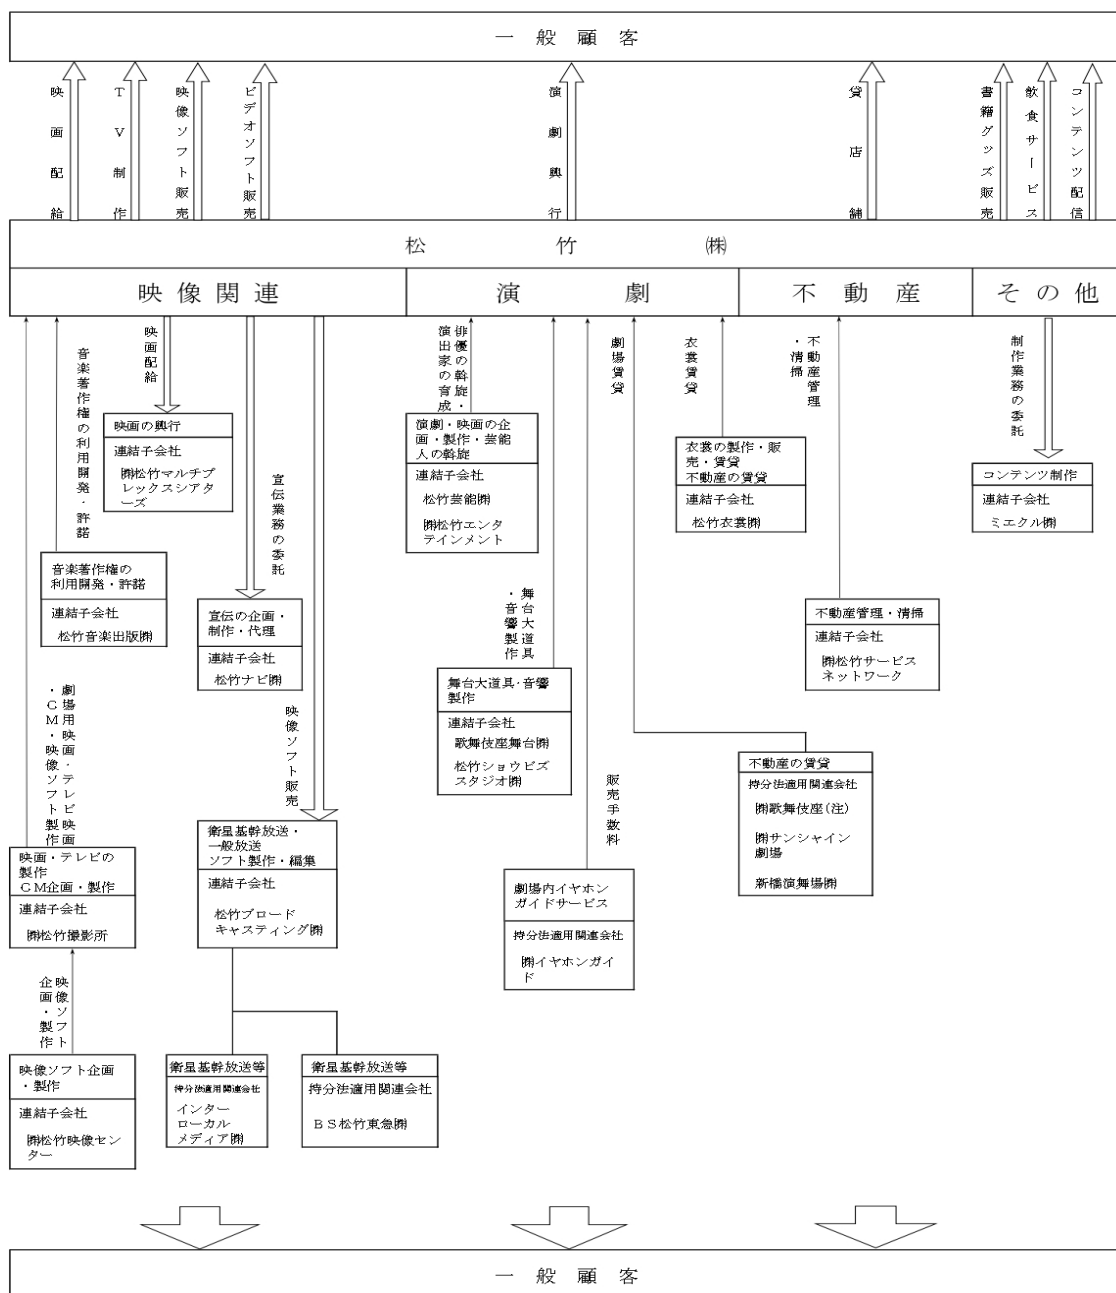 一般顧客
映画配給
TV制作
映像ソフト販売
ビデオソフト販売
演劇興行
貸店舗
書籍グッズ販売
飲食サービス
コンテンツ配信
松竹㈱
映像関連
演劇
不動産
その他
音楽著作権の利用開発・許諾
映画配給
宣伝業務の委託
映像ソフト販売
俳優の斡旋・
演出家の育成
舞台大道具
・音響製作
販売手数料
劇場賃貸
衣裳賃貸
不動産管理
・清掃
制作業務の委託
映画の興行
連結子会社
㈱松竹マルチプ
レックスシアタ
ーズ
演劇・映画の企
画・製作・芸能
人の斡旋
連結子会社
松竹芸能㈱
㈱松竹エンタ
テインメント
衣裳の製作・販
売・賃貸
不動産の賃貸
連結子会社
松竹衣裳㈱
コンテンツ制作
連結子会社
ミエクル㈱
音楽著作権の
利用開発・許諾
連結子会社
松竹音楽出版㈱
宣伝の企画・
制作・代理
連結子会社
松竹ナビ㈱
不動産管理・清掃
連結子会社
㈱松竹サービス
ネットワーク
舞台大道具・音響
製作
連結子会社
歌舞伎座舞台㈱
松竹ショウビズ
スタジオ㈱
不動産の賃貸
持分法適用関連会社
㈱歌舞伎座(注)
㈱サンシャイン
劇場
新橋演舞場㈱
劇場用映画・テレビ映画
・CM・映像ソフト製作
映画・テレビの
製作
CM企画・製作
連結子会社
㈱松竹撮影所
衛星基幹放送・
一般放送
ソフト製作・編集
連結子会社
松竹ブロード
キャスティング㈱
劇場内イヤホン
ガイドサービス
持分法適用関連会社
㈱イヤホンガイ
ド
映像ソフト
企画・製作
映像ソフト企画
・製作
連結子会社
㈱松竹映像セン
ター
衛星基幹放送等
持分法適用関連会社
インター
ローカル
メディア㈱
衛星基幹放送等
持分法適用関連会社
BS松竹東急㈱
一般顧客